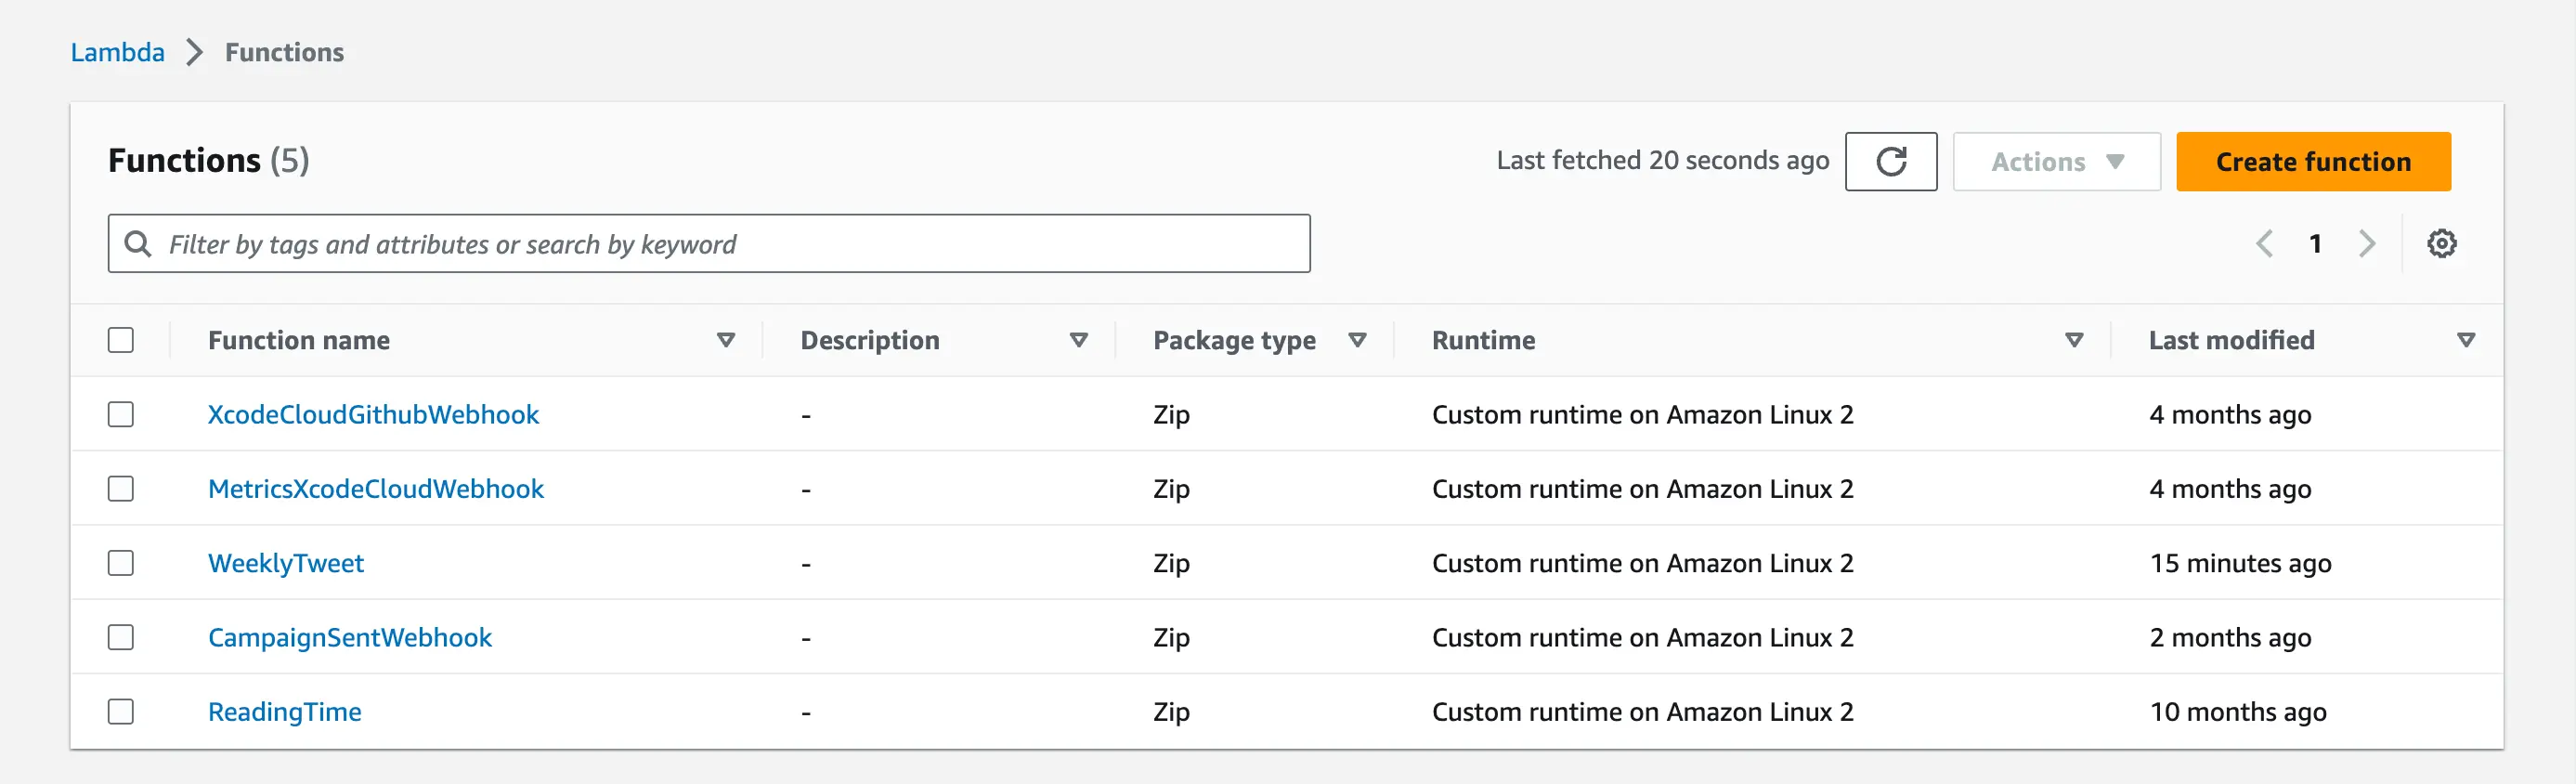 Lambda > Functions
Functions (5) Last fetched 20 seconds ago Actions Create function
Filter by tags and attributes or search by keyword 1
Function name Description Package type Runtime Last modified
XcodeCloudGithubWebhook - Zip Custom runtime on Amazon Linux 2 4 months ago
MetricsXcodeCloudWebhook - Zip Custom runtime on Amazon Linux 2 4 months ago
WeeklyTweet - Zip Custom runtime on Amazon Linux 2 15 minutes ago
CampaignSentWebhook - Zip Custom runtime on Amazon Linux 2 2 months ago
ReadingTime - Zip Custom runtime on Amazon Linux 2 10 months ago